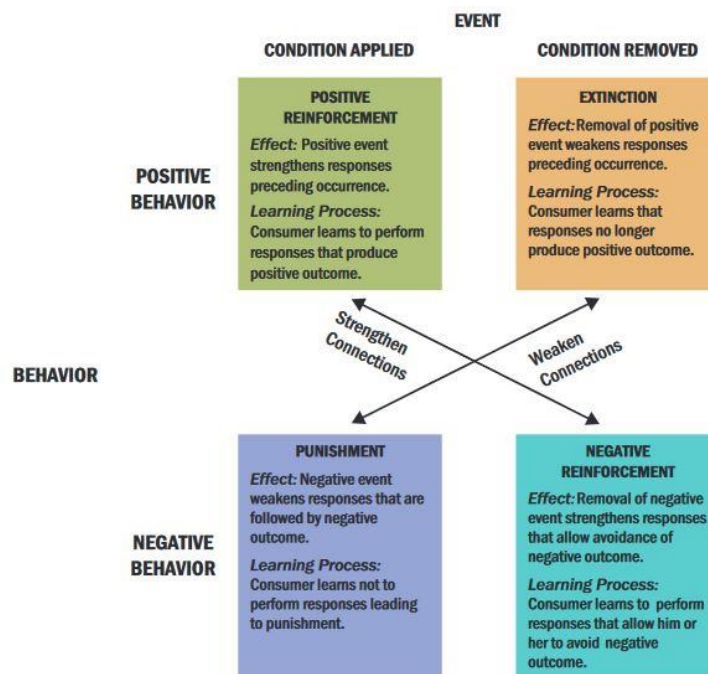 EVENT
CONDITION APPLIED
CONDITION REMOVED
POSITIVE
BEHAVIOR
POSITIVE
REINFORCEMENT
Effect: Positive event
strengthens responses
preceding occurrence.
Learning Process:
Consumer learns to perform
responses that produce
positive outcome.
EXTINCTION
Effect: Removal of positive
event weakens responses
preceding occurrence.
Learning Process:
Consumer learns that
responses no longer
produce positive outcome.
Strengthen
Connections
Weaken
Connections
BEHAVIOR
NEGATIVE
BEHAVIOR
PUNISHMENT
Effect: Negative event
weakens responses that are
followed by negative
outcome.
Learning Process:
Consumer learns not to
perform responses leading
to punishment.
NEGATIVE
REINFORCEMENT
Effect: Removal of negative
event strengthens responses
that allow avoidance of
negative outcome.
Learning Process:
Consumer learns to perform
responses that allow him or
her to avoid negative
outcome.